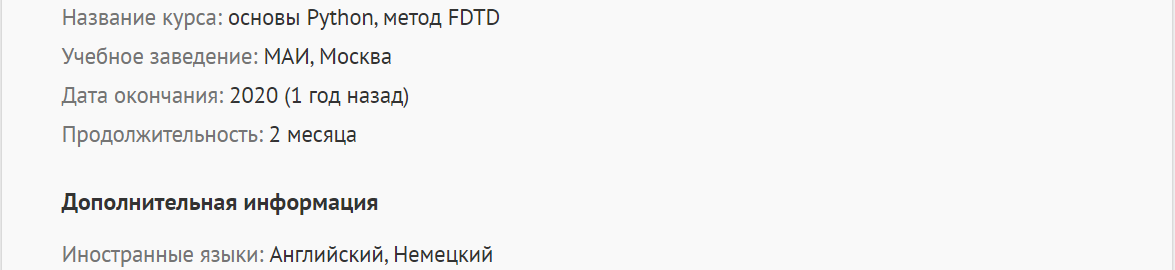 Название курса: основы Python, метод FDTD
Учебное заведение: МАИ, Москва
Дата окончания: 2020 (1 год назад)
Продолжительность: 2 месяца
Дополнительная информация
Иностранные языки: Английский, Немецкий